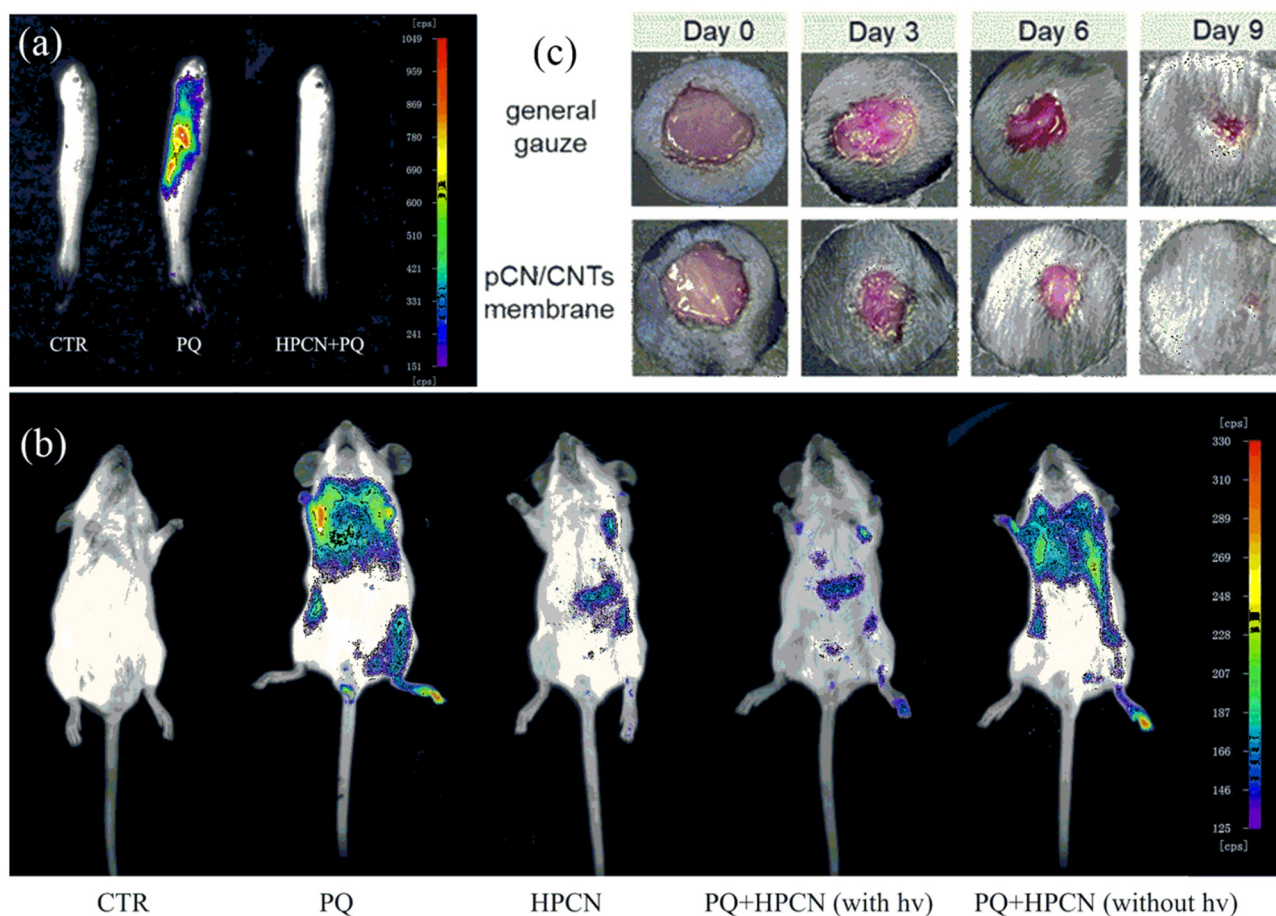 (a)
1049
959
869
780
690
600
511
421
331
241
151
[cps]
CTR
PQ
HPCN+PQ
(c)
Day 0
Day 3
Day 6
Day 9
general
gauze
pCN/CNTs
membrane
(b)
[cps]
330
310
289
269
248
228
207
187
166
146
125
[cps]
CTR
PQ
HPCN
PQ+HPCN (with hv)
PQ+HPCN (without hv)